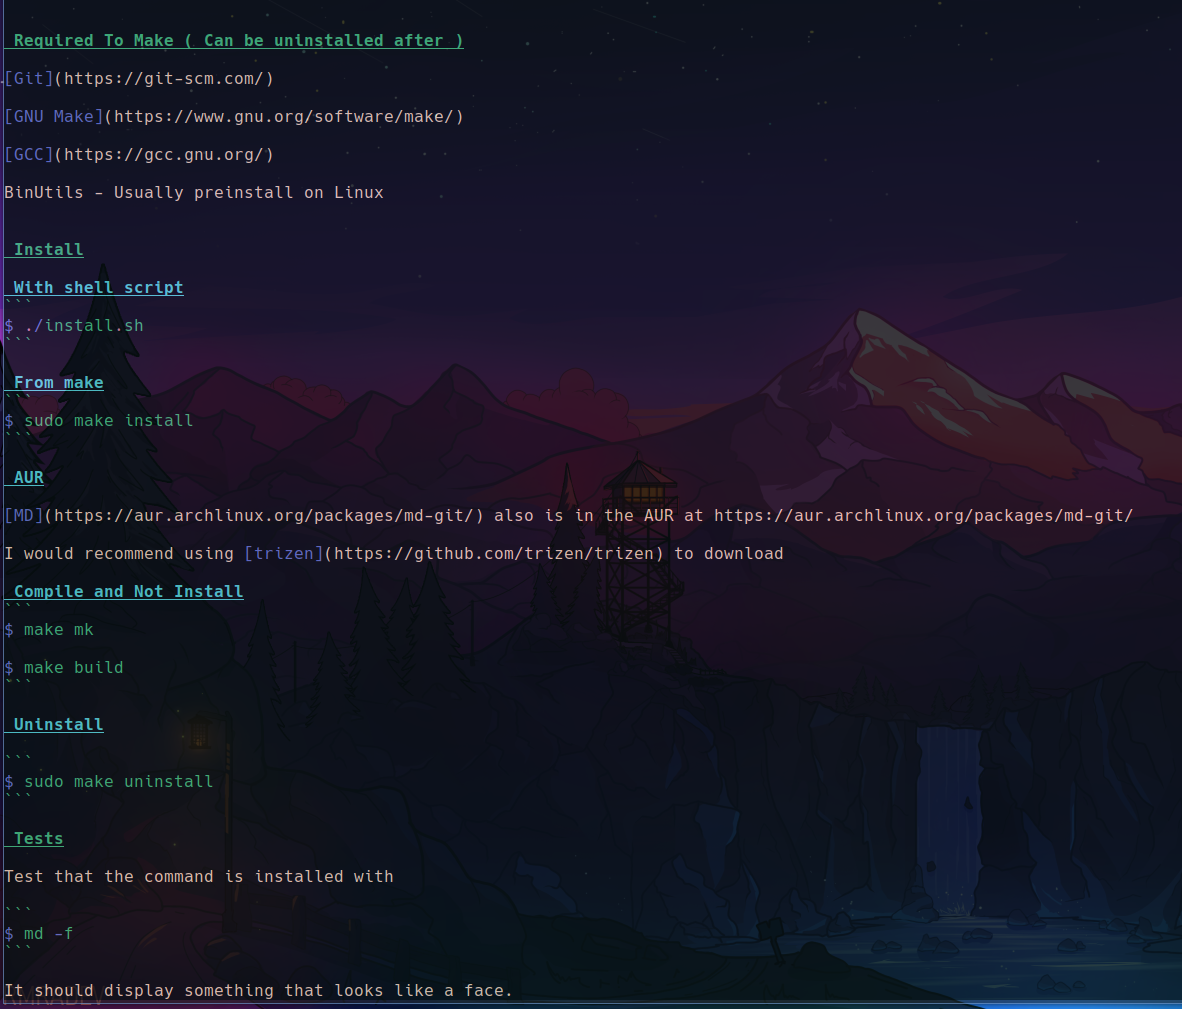 Required To Make ( Can be uninstalled after )
[Git](https://git-scm.com/)
[GNU Make](https://www.gnu.org/software/make/)
[GCC](https://gcc.gnu.org/)
BinUtils - Usually preinstall on Linux
Install
With shell script
```
$ ./install.sh
```
From make
```
$ sudo make install
```
AUR
[MD](https://aur.archlinux.org/packages/md-git/) also is in the AUR at https://aur.archlinux.org/packages/md-git/
I would recommend using [trizen](https://github.com/trizen/trizen) to download
Compile and Not Install
```
$ make mk
$ make build
```
Uninstall
```
$ sudo make uninstall
```
Tests
Test that the command is installed with
```
$ md -f
```
It should display something that looks like a face.